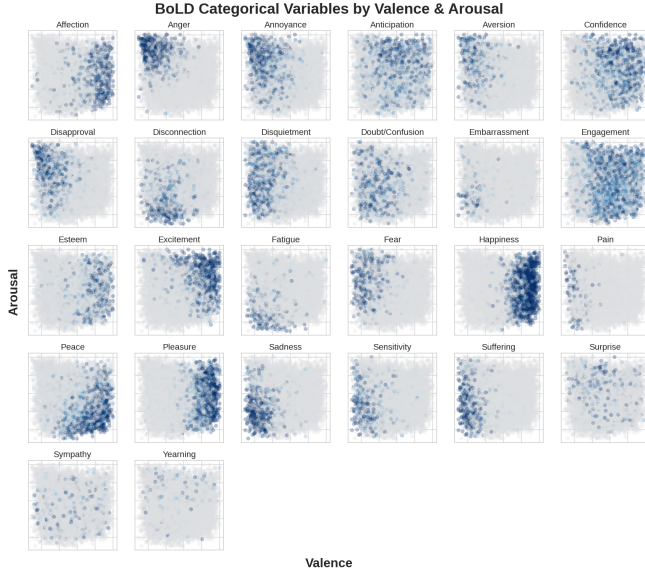 BoLD Categorical Variables by Valence & Arousal
Affection
Anger
Annoyance
Anticipation
Aversion
Confidence
Disapproval
Disconnection
Disquietment
Doubt/Confusion
Embarrassment
Engagement
Esteem
Excitement
Fatigue
Fear
Happiness
Pain
Arousal
Peace
Pleasure
Sadness
Sensitivity
Suffering
Surprise
Sympathy
Yearning
Valence